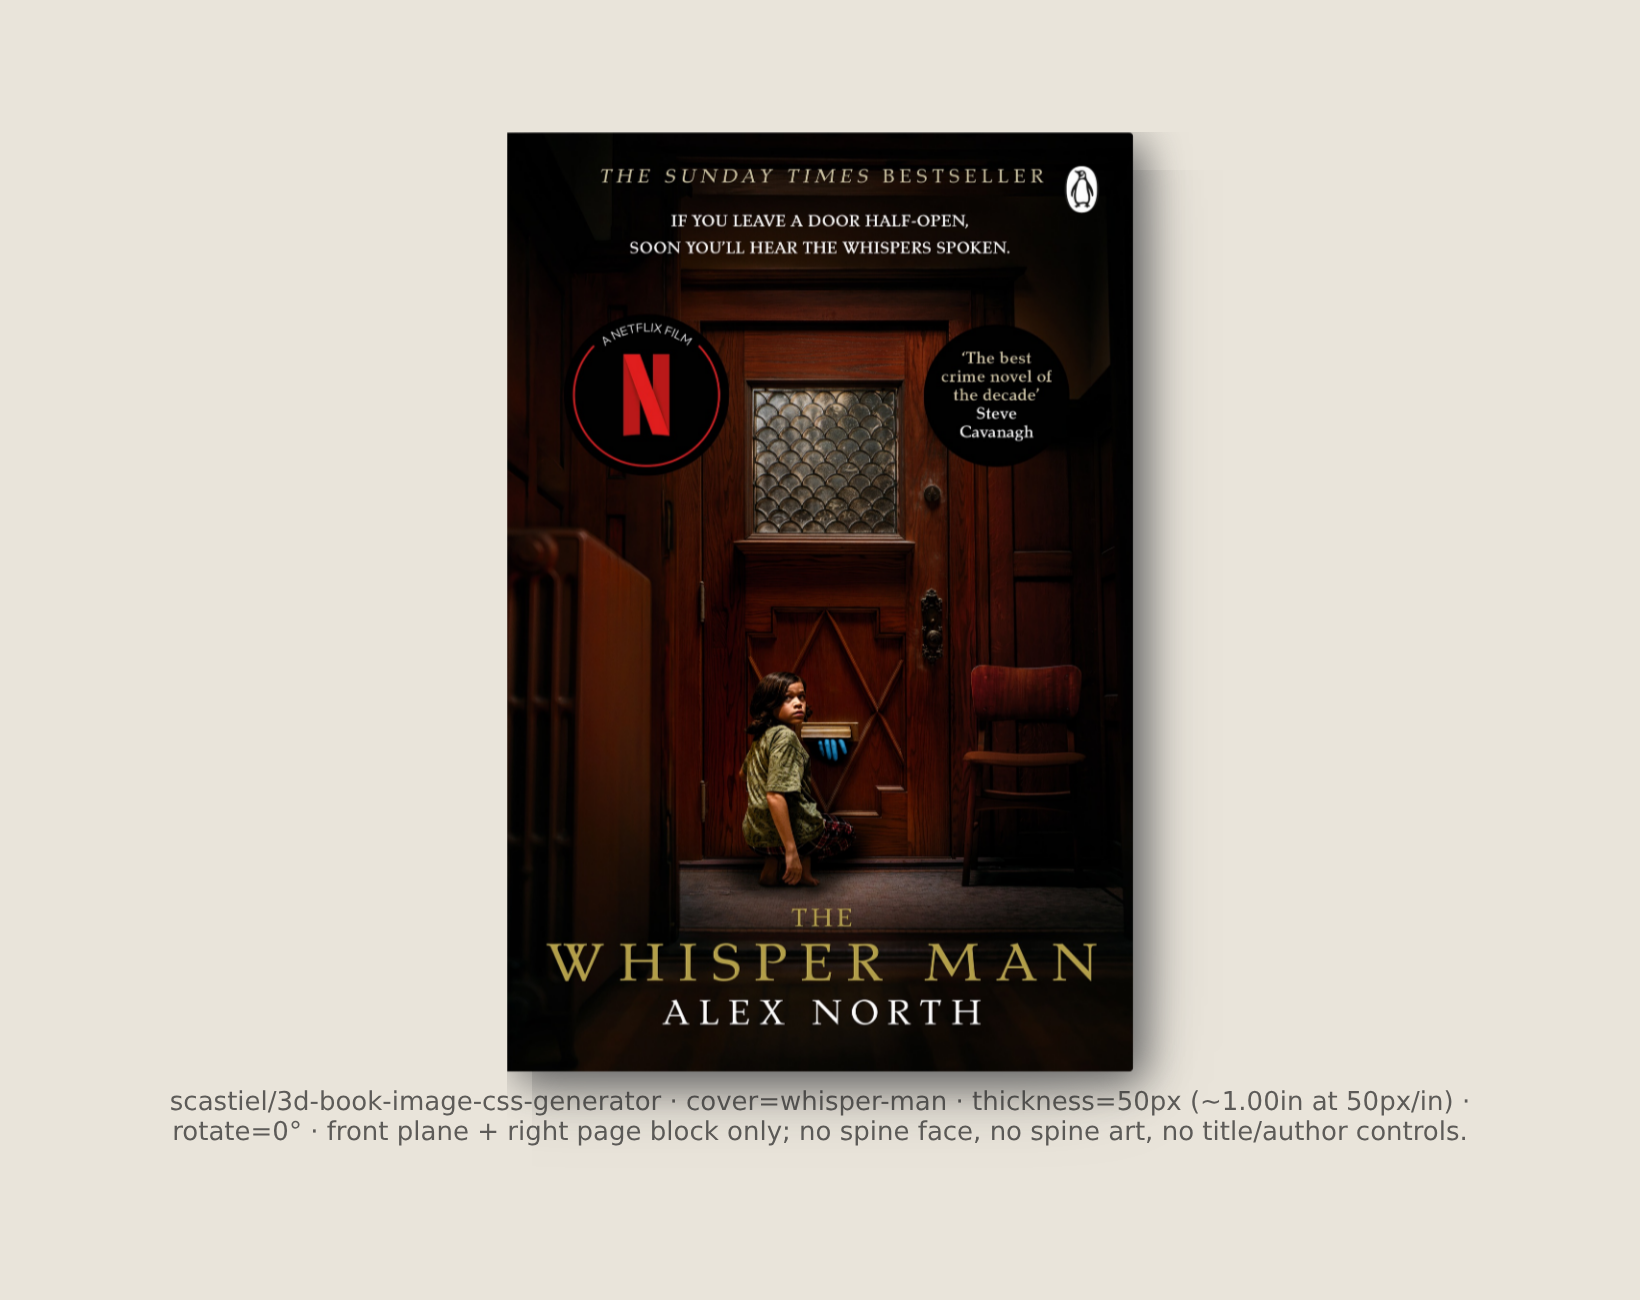 THE SUNDAY TIMES BESTSELLER
IF YOU LEAVE A DOOR HALF-OPEN,
SOON YOU'LL HEAR THE WHISPERS SPOKEN.
A NETFLIX FILM
N
‘The best
crime novel of
the decade’
Steve
Cavanagh
THE
WHISPER MAN
ALEX NORTH
scastiel/3d-book-image-css-generator · cover=whisper-man · thickness=50px (~1.00in at 50px/in) ·
rotate=0° · front plane + right page block only; no spine face, no spine art, no title/author controls.